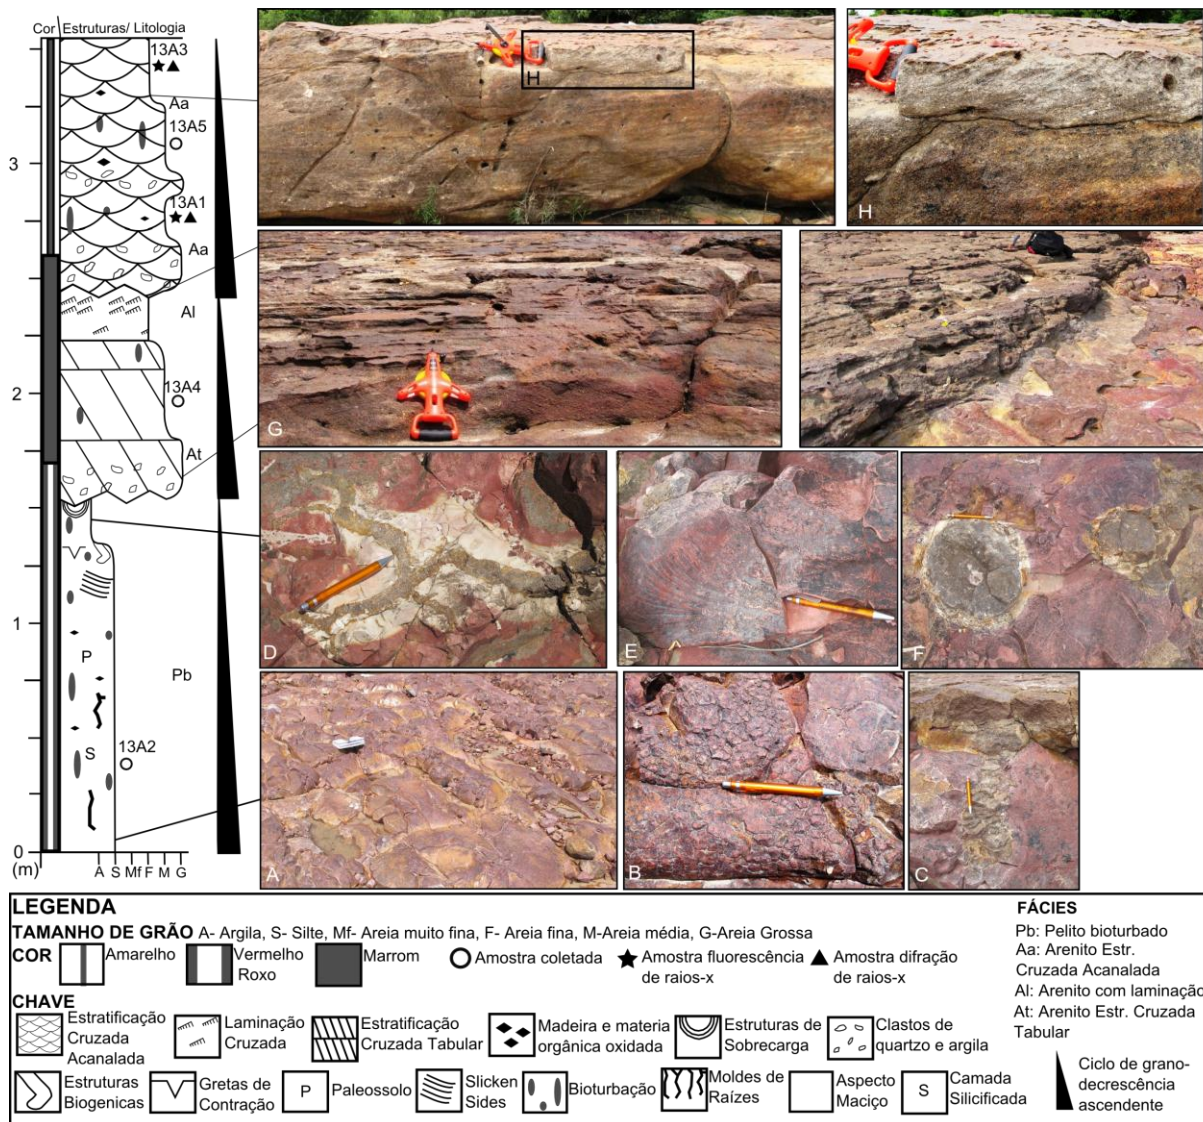 Cor Estruturas/ Litologia
13A3
Aa
13A5
3
13A1
Aa
Al
2
13A4
At
1
P
Pb
S
13A2
0
(m)
A S Mf F M G
H
H
G
D
E
F
A
B
C
LEGENDA
TAMANHO DE GRÃO A- Argila, S- Silte, Mf- Areia muito fina, F- Areia fina, M-Areia média, G-Areia Grossa
COR Amarelho Vermelho Roxo Marrom Amostra coletada Amostra fluorescência de raios-x Amostra difração de raios-x
CHAVE
Estratificação Cruzada Acanalada
Laminação Cruzada
Estratificação Cruzada Tabular
Madeira e materia orgânica oxidada
Estruturas de Sobrecarga
Clastos de quartzo e argila
Estruturas Biogenicas
Gretas de Contração
P Paleossolo
Slicken Sides
Bioturbação
Moldes de Raízes
Aspecto Maciço
S Camada Silicificada
FÁCIES
Pb: Pelito bioturbado
Aa: Arenito Estr.
Cruzada Acanalada
Al: Arenito com laminação
At: Arenito Estr. Cruzada
Tabular
Ciclo de grano-
decrescência
ascendente